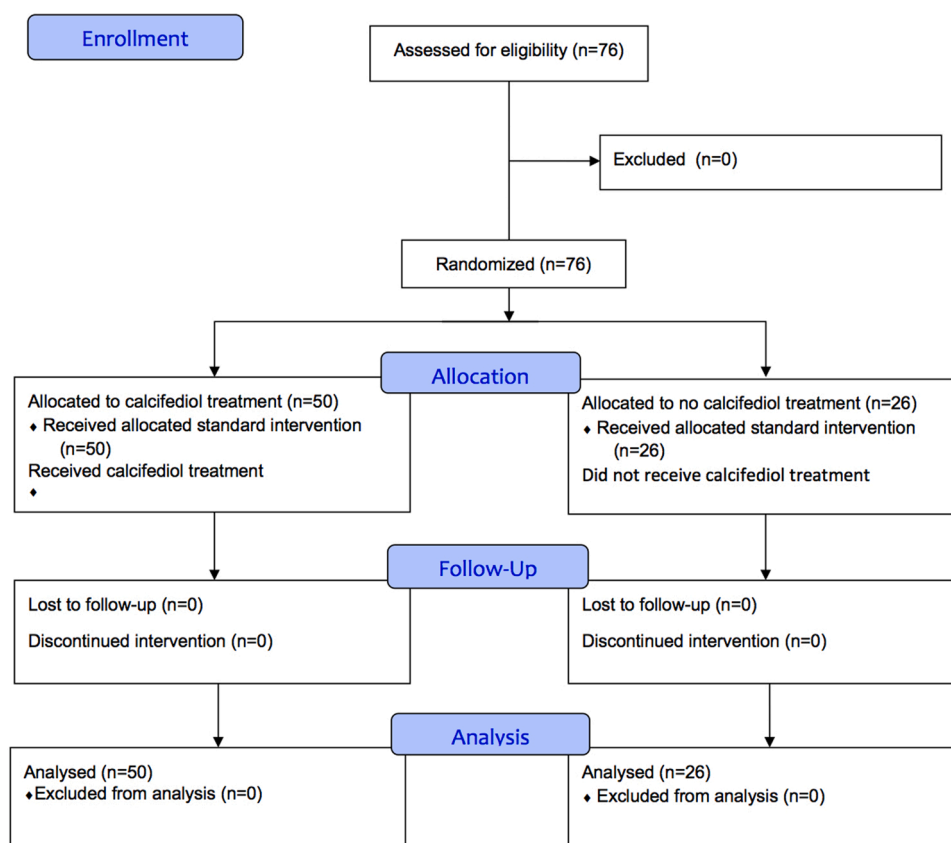 Enrollment
Assessed for eligibility (n=76)
Excluded (n=0)
Randomized (n=76)
Allocation
Allocated to calcifediol treatment (n=50)
♦ Received allocated standard intervention
(n=50)
Received calcifediol treatment
♦
Allocated to no calcifediol treatment (n=26)
♦ Received allocated standard intervention
(n=26)
Did not receive calcifediol treatment
Follow-Up
Lost to follow-up (n=0)
Discontinued intervention (n=0)
Lost to follow-up (n=0)
Discontinued intervention (n=0)
Analysis
Analysed (n=50)
♦Excluded from analysis (n=0)
Analysed (n=26)
♦ Excluded from analysis (n=0)